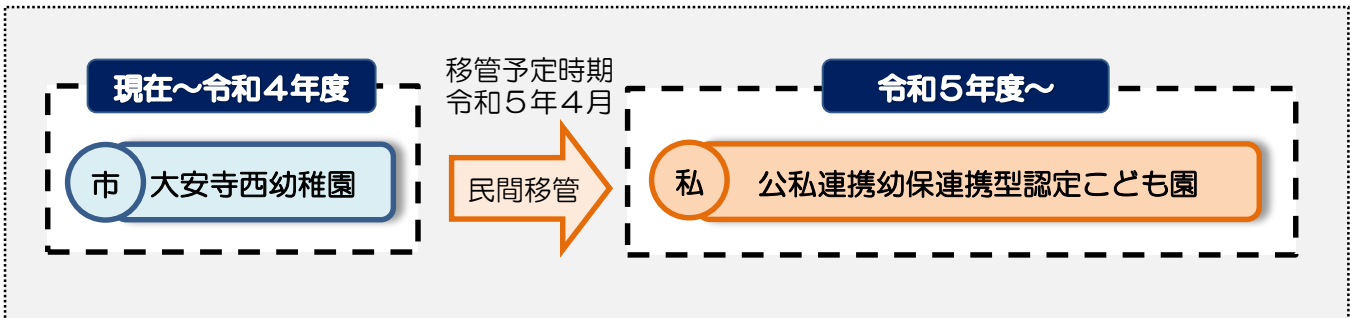 現在～令和４年度
市
大安寺西幼稚園
移管予定時期
令和５年４月
民間移管
令和５年度～
私
公私連携幼保連携型認定こども園